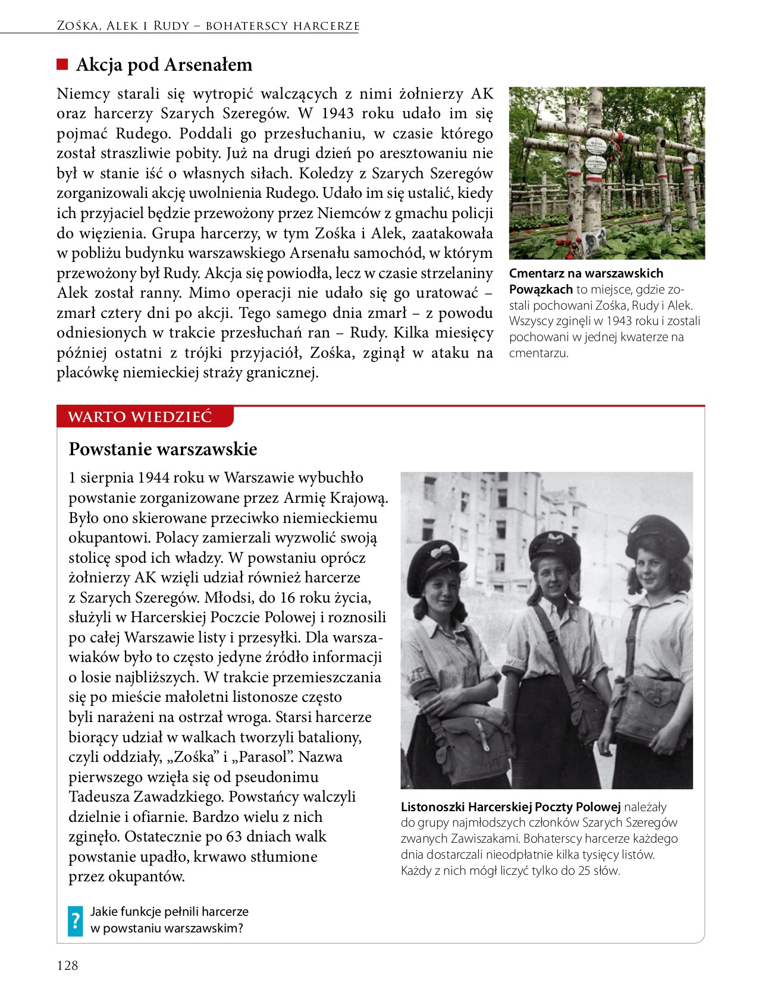 Zośka, Alek i Rudy – bohaterscy harcerze
Akcja pod Arsenałem
Niemcy starali się wytropić walczących z nimi żołnierzy AK
oraz harcerzy Szarych Szeregów. W 1943 roku udało im się
pojmać Rudego. Poddali go przesłuchaniu, w czasie którego
został straszliwie pobity. Już na drugi dzień po aresztowaniu nie
był w stanie iść o własnych siłach. Koledzy z Szarych Szeregów
zorganizowali akcję uwolnienia Rudego. Udało im się ustalić, kiedy
ich przyjaciel będzie przewożony przez Niemców z gmachu policji
do więzienia. Grupa harcerzy, w tym Zośka i Alek, zaatakowała
w pobliżu budynku warszawskiego Arsenału samochód, w którym
przewożony był Rudy. Akcja się powiodła, lecz w czasie strzelaniny
Alek został ranny. Mimo operacji nie udało się go uratować –
zmarł cztery dni po akcji. Tego samego dnia zmarł – z powodu
odniesionych w trakcie przesłuchań ran – Rudy. Kilka miesięcy
później ostatni z trójki przyjaciół, Zośka, zginął w ataku na
placówkę niemieckiej straży granicznej.
Cmentarz na warszawskich
Powązkach to miejsce, gdzie zo-
stali pochowani Zośka, Rudy i Alek.
Wszyscy zginęli w 1943 roku i zostali
pochowani w jednej kwaterze na
cmentarzu.
WARTO WIEDZIEĆ
Powstanie warszawskie
1 sierpnia 1944 roku w Warszawie wybuchło
powstanie zorganizowane przez Armię Krajową.
Było ono skierowane przeciwko niemieckiemu
okupantowi. Polacy zamierzali wyzwolić swoją
stolicę spod ich władzy. W powstaniu oprócz
żołnierzy AK wzięli udział również harcerze
z Szarych Szeregów. Młodsi, do 16 roku życia,
służyli w Harcerskiej Poczcie Polowej i roznosili
po całej Warszawie listy i przesyłki. Dla warsza-
wiaków było to często jedyne źródło informacji
o losie najbliższych. W trakcie przemieszczania
się po mieście małoletni listonosze często
byli narażeni na ostrzał wroga. Starsi harcerze
biorący udział w walkach tworzyli bataliony,
czyli oddziały, „Zośka” i „Parasol”. Nazwa
pierwszego wzięła się od pseudonimu
Tadeusza Zawadzkiego. Powstańcy walczyli
dzielnie i ofiarnie. Bardzo wielu z nich
zginęło. Ostatecznie po 63 dniach walk
powstanie upadło, krwawo stłumione
przez okupantów.
WP
WP
Listonoszki Harcerskiej Poczty Polowej należały
do grupy najmłodszych członków Szarych Szeregów
zwanych Zawiszakami. Bohaterscy harcerze każdego
dnia dostarczali nieodpłatnie kilka tysięcy listów.
Każdy z nich mógł liczyć tylko do 25 słów.
? Jakie funkcje pełnili harcerze
w powstaniu warszawskim?
128